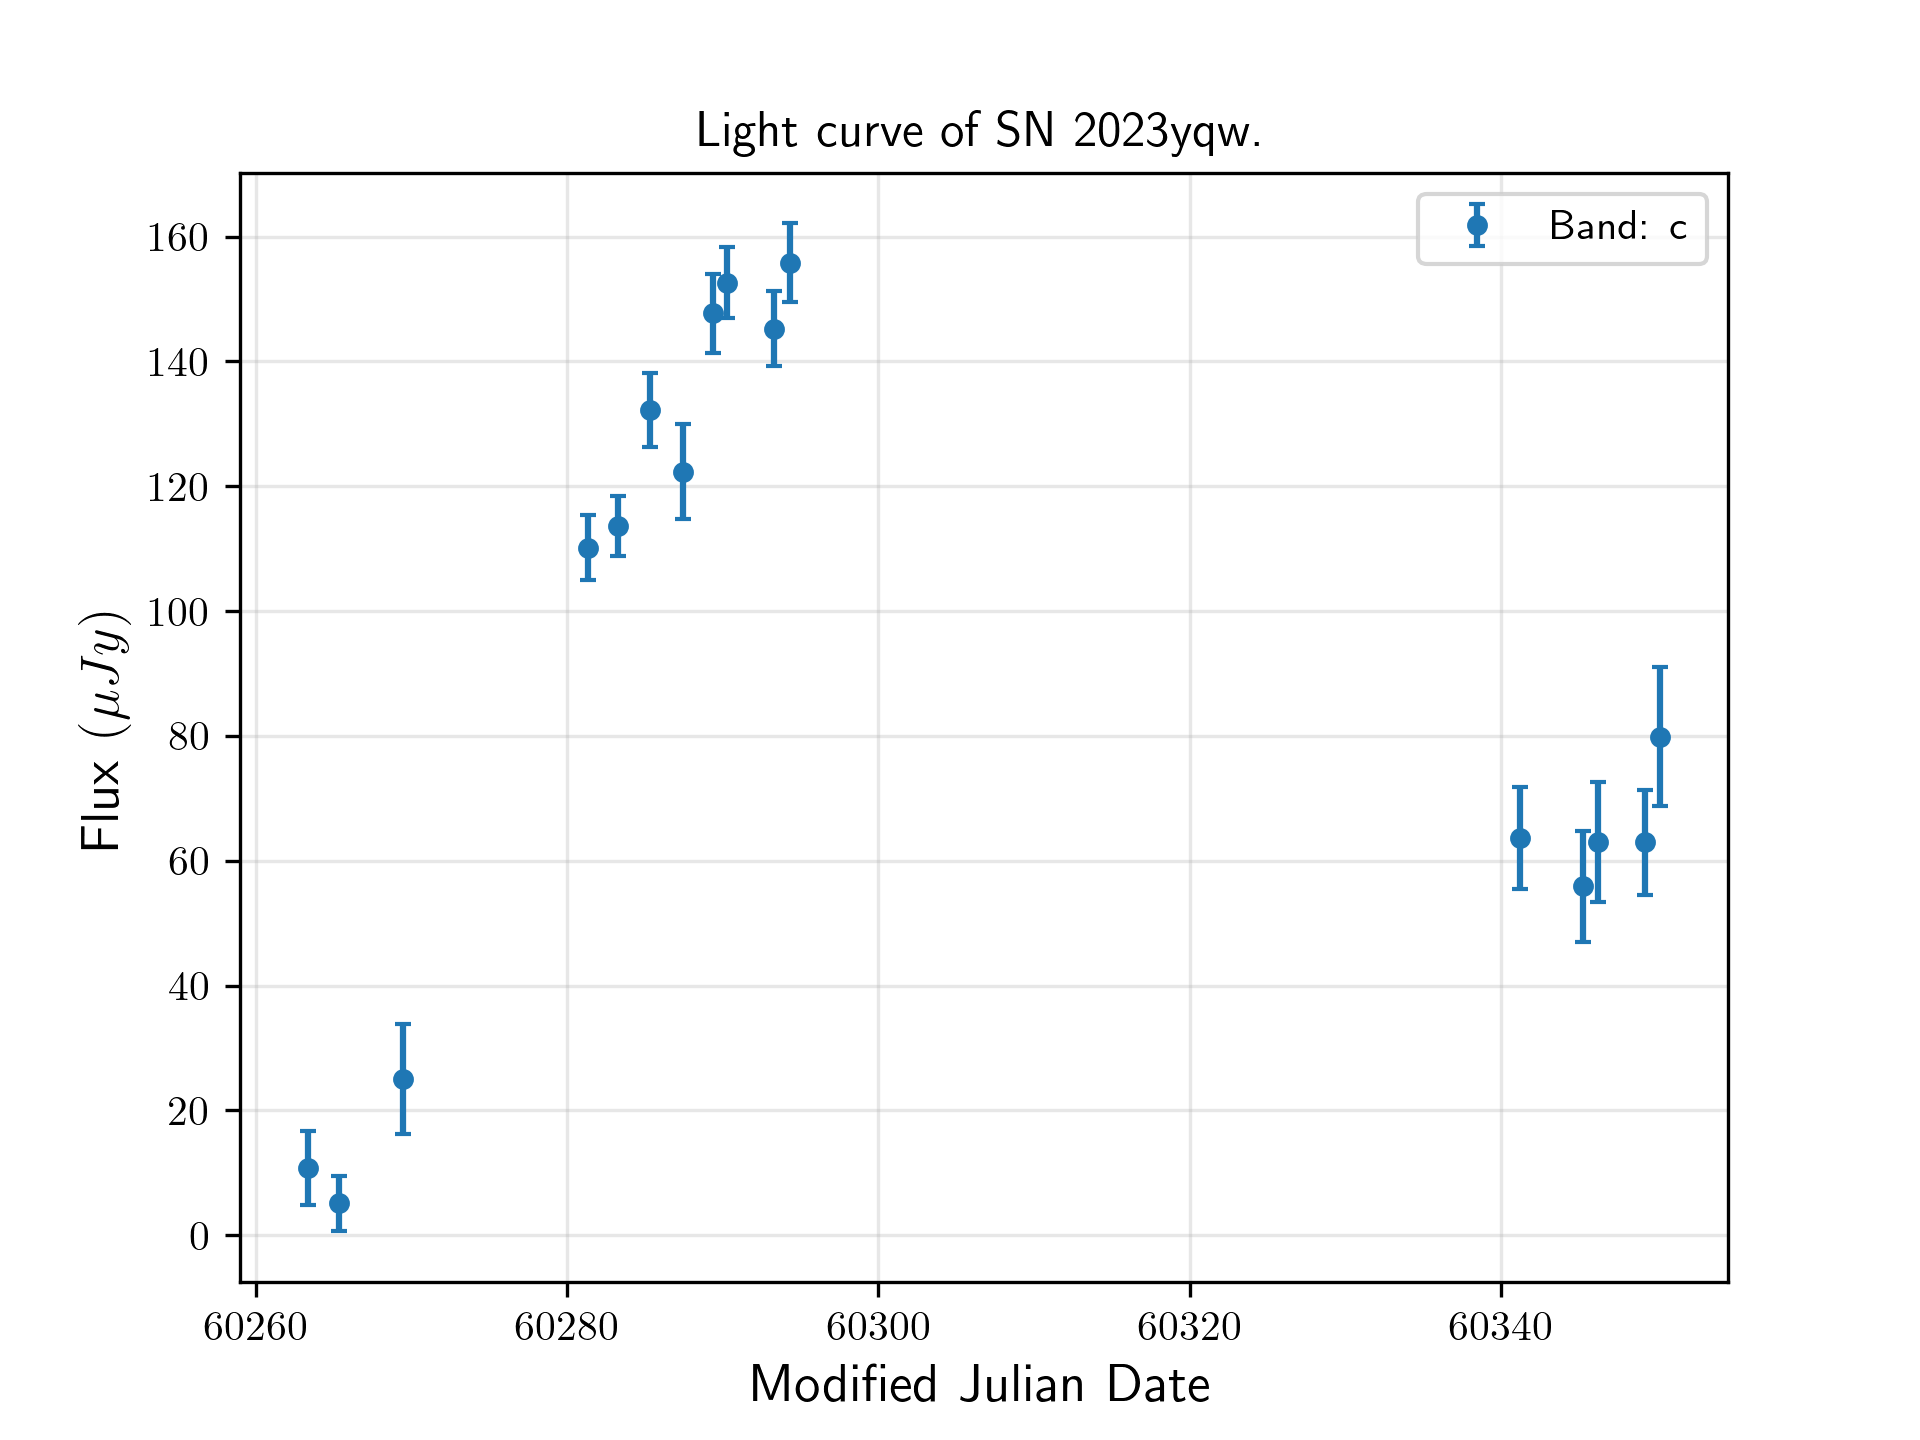 Light curve of SN 2023yqw.
Band: c
160
140
120
100
80
60
40
20
0
Flux (μJy)
60260 60280 60300 60320 60340
Modified Julian Date